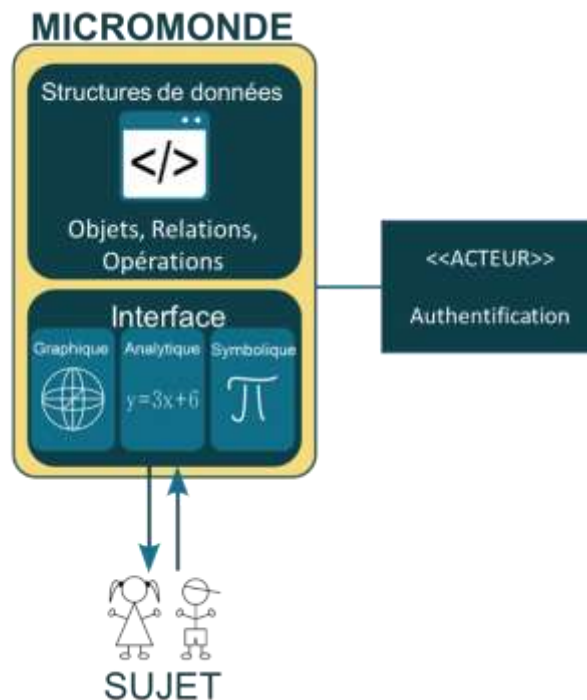 MICROMONDE
Structures de données
</>
Objets, Relations,
Opérations
Interface
Graphique
Analytique
Symbolique
y=3x+6
π
<<ACTEUR>>
Authentification
SUJET